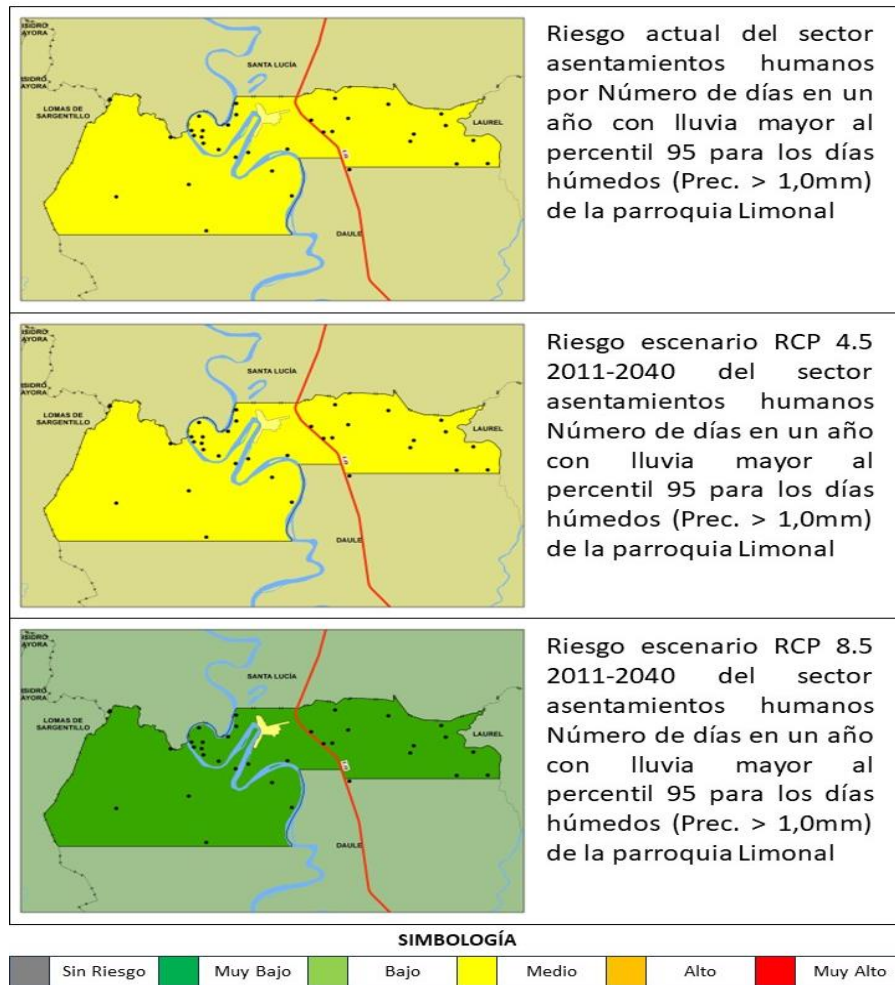 ISIDRO
AYORA
SANTA LUCÍA
LOMAS DE
SARGENTILLO
LAUREL
DAULE
Riesgo actual del sector
asentamientos humanos
por Número de días en un
año con lluvia mayor al
percentil 95 para los días
húmedos (Prec. > 1,0mm)
de la parroquia Limonal
ISIDRO
AYORA
SANTA LUCÍA
LOMAS DE
SARGENTILLO
LAUREL
DAULE
Riesgo escenario RCP 4.5
2011-2040 del sector
asentamientos humanos
Número de días en un año
con lluvia mayor al
percentil 95 para los días
húmedos (Prec. > 1,0mm)
de la parroquia Limonal
ISIDRO
AYORA
SANTA LUCÍA
LOMAS DE
SARGENTILLO
LAUREL
DAULE
Riesgo escenario RCP 8.5
2011-2040 del sector
asentamientos humanos
Número de días en un año
con lluvia mayor al
percentil 95 para los días
húmedos (Prec. > 1,0mm)
de la parroquia Limonal
SIMBOLOGÍA
Sin Riesgo Muy Bajo Bajo Medio Alto Muy Alto